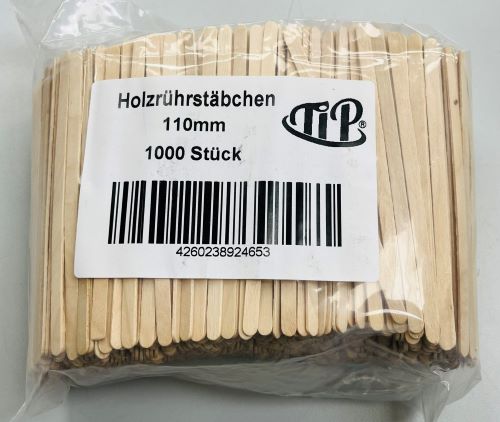 Holzrührstäbchen
110mm
1000 Stück
TiP®
4260238924653